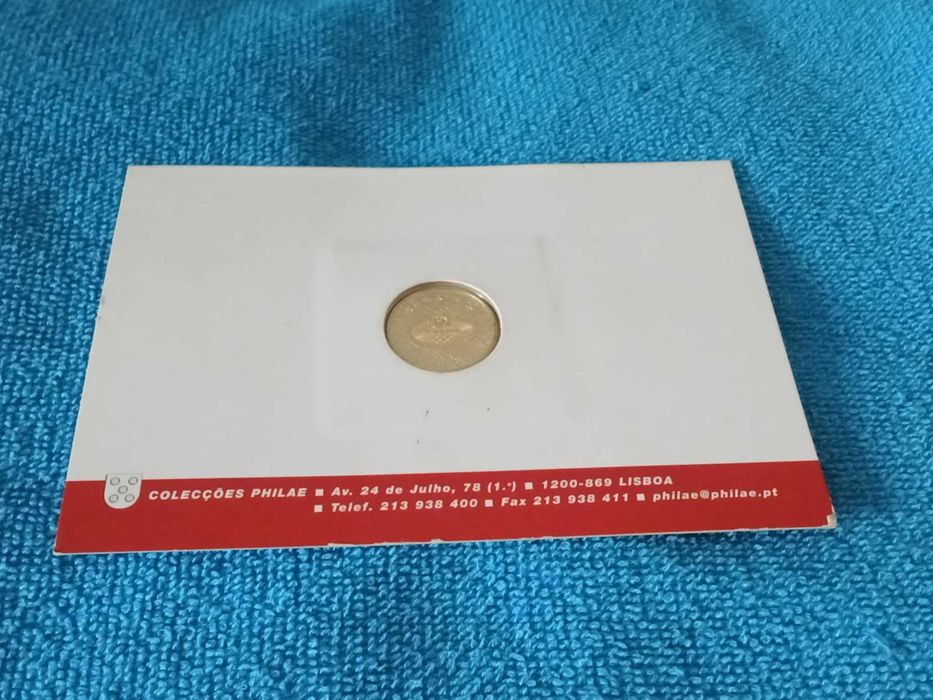 COLECÇÕES PHILAE ■ Av. 24 de Julho, 78 (1.º) ■ 1200-869 LISBOA
■ Telef. 213 938 400 ■ Fax 213 938 411 ■ philae@philae.pt